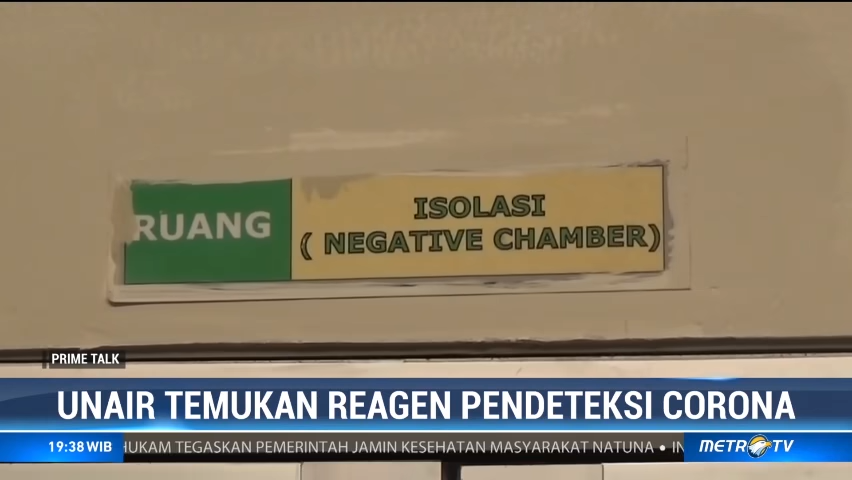 RUANG
ISOLASI
( NEGATIVE CHAMBER)
PRIME TALK
UNAIR TEMUKAN REAGEN PENDETEKSI CORONA
19:38 WIB
HUKAM TEGASKAN PEMERINTAH JAMIN KESEHATAN MASYARAKAT NATUNA • IN
METRO TV